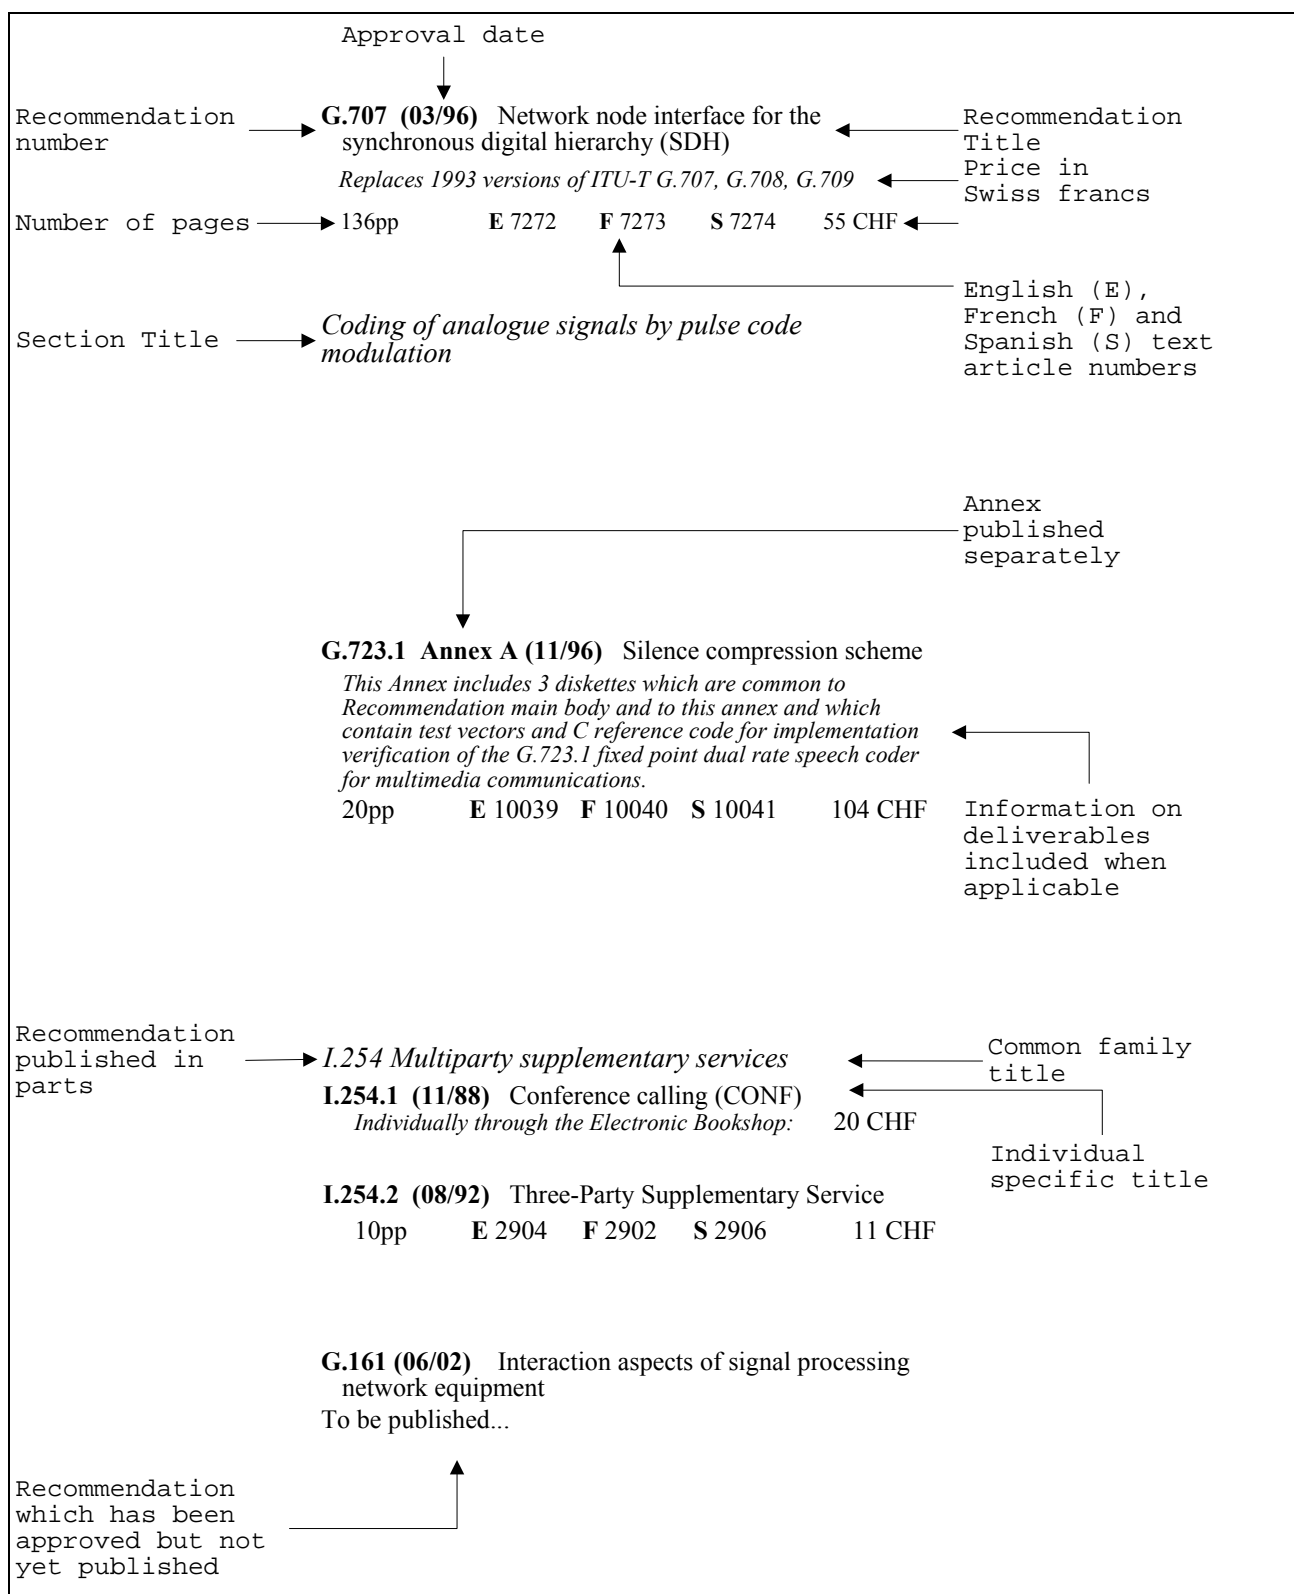 Approval date
Recommendation
number
G.707 (03/96) Network node interface for the
synchronous digital hierarchy (SDH)
Recommendation
Title
Replaces 1993 versions of ITU-T G.707, G.708, G.709
Price in
Swiss francs
Number of pages
136pp E 7272 F 7273 S 7274 55 CHF
English (E),
French (F) and
Spanish (S) text
article numbers
Section Title
Coding of analogue signals by pulse code
modulation
Annex
published
separately
G.723.1 Annex A (11/96) Silence compression scheme
This Annex includes 3 diskettes which are common to
Recommendation main body and to this annex and which
contain test vectors and C reference code for implementation
verification of the G.723.1 fixed point dual rate speech coder
for multimedia communications.
20pp E 10039 F 10040 S 10041 104 CHF
Information on
deliverables
included when
applicable
Recommendation
published in
parts
I.254 Multiparty supplementary services
Common family
title
I.254.1 (11/88) Conference calling (CONF)
Individually through the Electronic Bookshop: 20 CHF
Individual
specific title
I.254.2 (08/92) Three-Party Supplementary Service
10pp E 2904 F 2902 S 2906 11 CHF
G.161 (06/02) Interaction aspects of signal processing
network equipment
To be published...
Recommendation
which has been
approved but not
yet published